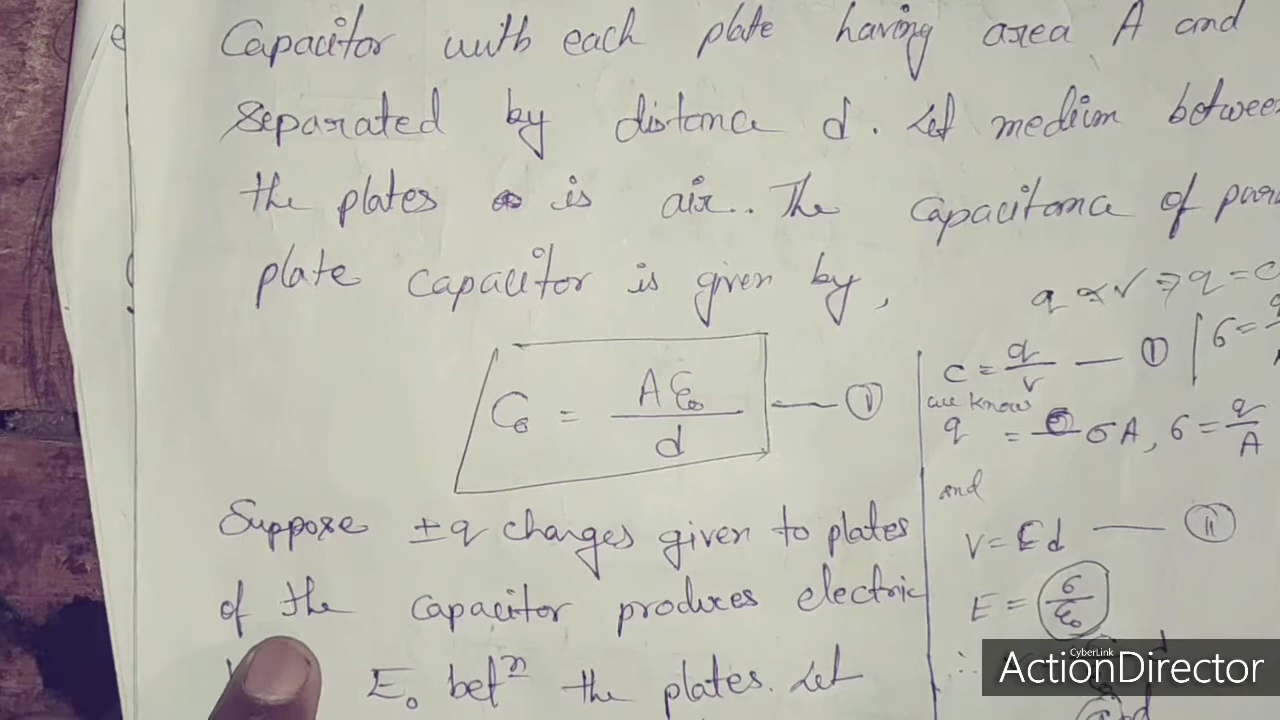 Capacitor with each plate having area A and
separated by distance d. Let medium between
the plates is air. The capacitance of par
plate capacitor is given by,
C₀ = Aε₀/d — ①
Suppose ±q charges given to plates
of the capacitor produces electric
E₀ betⁿ the plates. Let
q ∝ V ⇒ q = C
C = q/V — ① | σ =
we know
q = σA, σ = q/A
and
V = Ed — ⑪
E = σ/ε₀
∴
CyberLink
ActionDirector